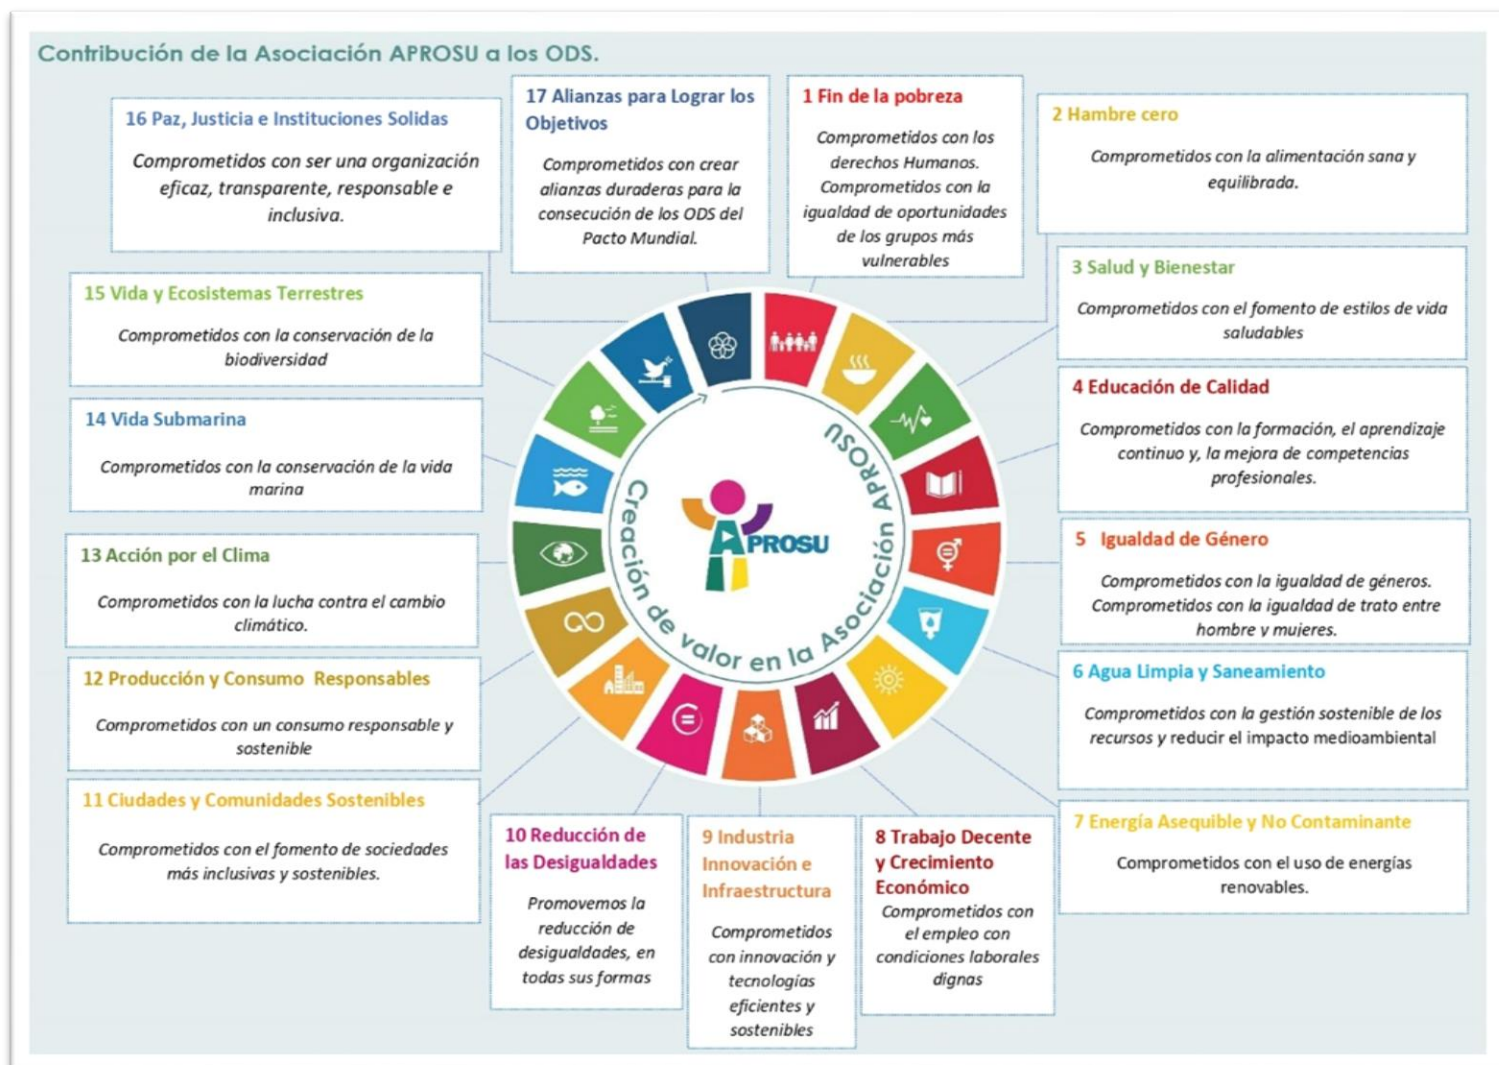 Contribución de la Asociación APROSU a los ODS.
16 Paz, Justicia e Instituciones Solidas
Comprometidos con ser una organización
eficaz, transparente, responsable e
inclusiva.
17 Alianzas para Lograr los
Objetivos
Comprometidos con crear
alianzas duraderas para la
consecución de los ODS del
Pacto Mundial.
1 Fin de la pobreza
Comprometidos con los
derechos Humanos.
Comprometidos con la
igualdad de oportunidades
de los grupos más
vulnerables
2 Hambre cero
Comprometidos con la alimentación sana y
equilibrada.
3 Salud y Bienestar
Comprometidos con el fomento de estilos de vida
saludables
4 Educación de Calidad
Comprometidos con la formación, el aprendizaje
continuo y, la mejora de competencias
profesionales.
5 Igualdad de Género
Comprometidos con la igualdad de géneros.
Comprometidos con la igualdad de trato entre
hombre y mujeres.
6 Agua Limpia y Saneamiento
Comprometidos con la gestión sostenible de los
recursos y reducir el impacto medioambiental
7 Energía Asequible y No Contaminante
Comprometidos con el uso de energías
renovables.
8 Trabajo Decente
y Crecimiento
Económico
Comprometidos con
el empleo con
condiciones laborales
dignas
9 Industria
Innovación e
Infraestructura
Comprometidos
con innovación y
tecnologías
eficientes y
sostenibles
10 Reducción de
las Desigualdades
Promovemos la
reducción de
desigualdades, en
todas sus formas
11 Ciudades y Comunidades Sostenibles
Comprometidos con el fomento de sociedades
más inclusivas y sostenibles.
12 Producción y Consumo Responsables
Comprometidos con un consumo responsable y
sostenible
13 Acción por el Clima
Comprometidos con la lucha contra el cambio
climático.
14 Vida Submarina
Comprometidos con la conservación de la vida
marina
15 Vida y Ecosistemas Terrestres
Comprometidos con la conservación de la
biodiversidad
Creación de valor en la Asociación APROSU
APROSU